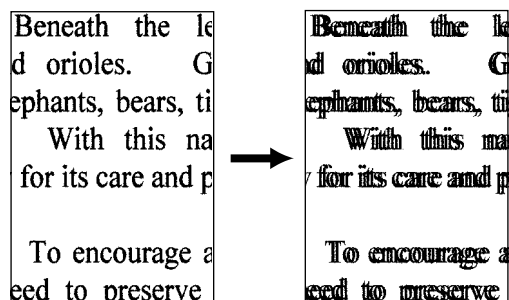 Beneath the le
d orioles. G
ephants, bears, ti
With this na
for its care and p
To encourage a
eed to preserve
Beneath the le
d orioles. G
ephants, bears, ti
With this na
for its care and p
To encourage a
eed to preserve